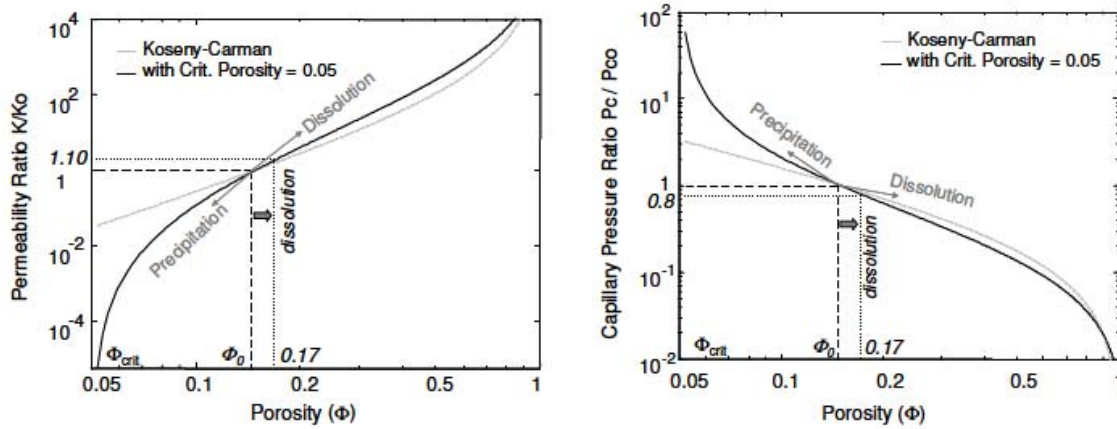 10^4
10^2
1.10
1
10^-2
10^-4
Permeability Ratio K/Ko
Koseny-Carman
with Crit. Porosity = 0.05
Dissolution
Precipitation
dissolution
Φcrit
Φ0
0.17
0.05
0.1
0.2
0.5
1
Porosity (Φ)
10^2
10^1
1
0.8
10^-1
10^-2
Capillary Pressure Ratio Pc / Pco
Koseny-Carman
with Crit. Porosity = 0.05
Precipitation
Dissolution
dissolution
Φcrit
Φ0
0.17
0.05
0.1
0.2
0.5
1
Porosity (Φ)